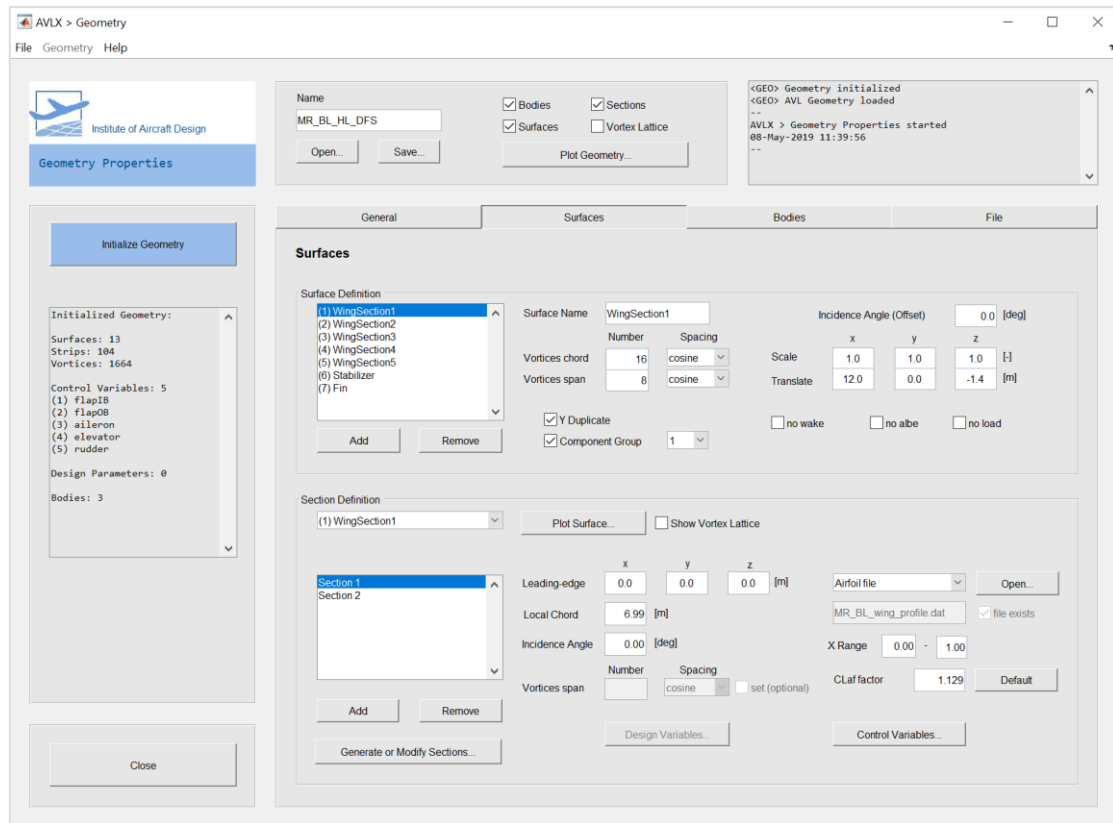 AVLX > Geometry
File Geometry Help
Institute of Aircraft Design
Geometry Properties
Name
MR_BL_HL_DFS
Open... Save...
Bodies Sections
Surfaces Vortex Lattice
Plot Geometry...
<GEO> Geometry initialized
<GEO> AVL Geometry loaded
--
AVLX > Geometry Properties started
08-May-2019 11:39:56
--
Initialize Geometry
Initialized Geometry:
Surfaces: 13
Strips: 104
Vortices: 1664
Control Variables: 5
(1) flapIB
(2) flapOB
(3) aileron
(4) elevator
(5) rudder
Design Parameters: 0
Bodies: 3
Close
General Surfaces Bodies File
Surfaces
Surface Definition
(1) WingSection1
(2) WingSection2
(3) WingSection3
(4) WingSection4
(5) WingSection5
(6) Stabilizer
(7) Fin
Add Remove
Surface Name WingSection1
Number Spacing
Vortices chord 16 cosine
Vortices span 8 cosine
Y Duplicate
Component Group 1
Incidence Angle (Offset) 0.0 [deg]
x y z
Scale 1.0 1.0 1.0 [-]
Translate 12.0 0.0 -1.4 [m]
no wake no albe no load
Section Definition
(1) WingSection1
Plot Surface... Show Vortex Lattice
Section 1
Section 2
Add Remove
Generate or Modify Sections...
x y z
Leading-edge 0.0 0.0 0.0 [m]
Local Chord 6.99 [m]
Incidence Angle 0.00 [deg]
Number Spacing
Vortices span cosine set (optional)
Design Variables...
Airfoil file Open...
MR_BL_wing_profile.dat file exists
X Range 0.00 - 1.00
CLaf factor 1.129 Default
Control Variables...